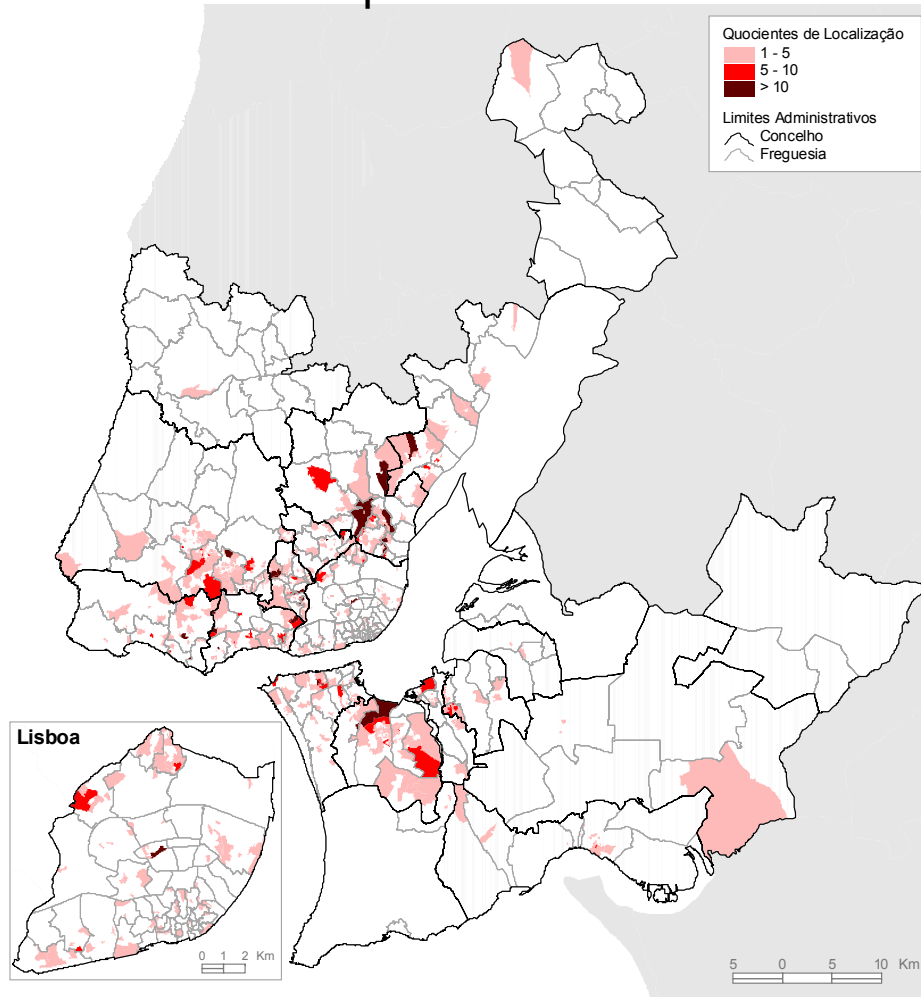 Quocientes de Localização
1 - 5
5 - 10
> 10
Limites Administrativos
Concelho
Freguesia
Lisboa
0 1 2 Km
5 0 5 10 Km